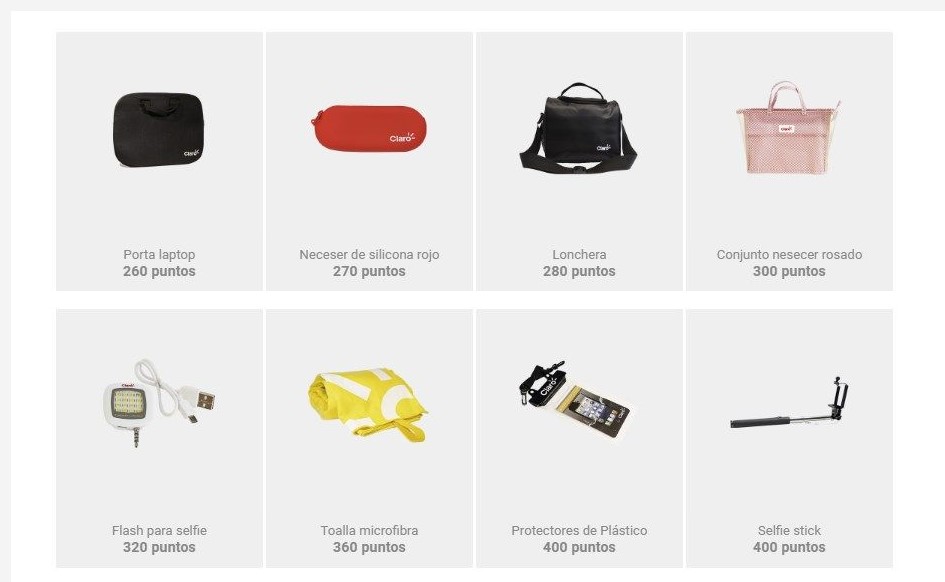 Claro
Claro
Claro
Claro
Porta laptop
260 puntos
Neceser de silicona rojo
270 puntos
Lonchera
280 puntos
Conjunto nesecer rosado
300 puntos
Claro
Claro
Claro
Flash para selfie
320 puntos
Toalla microfibra
360 puntos
Protectores de Plástico
400 puntos
Selfie stick
400 puntos